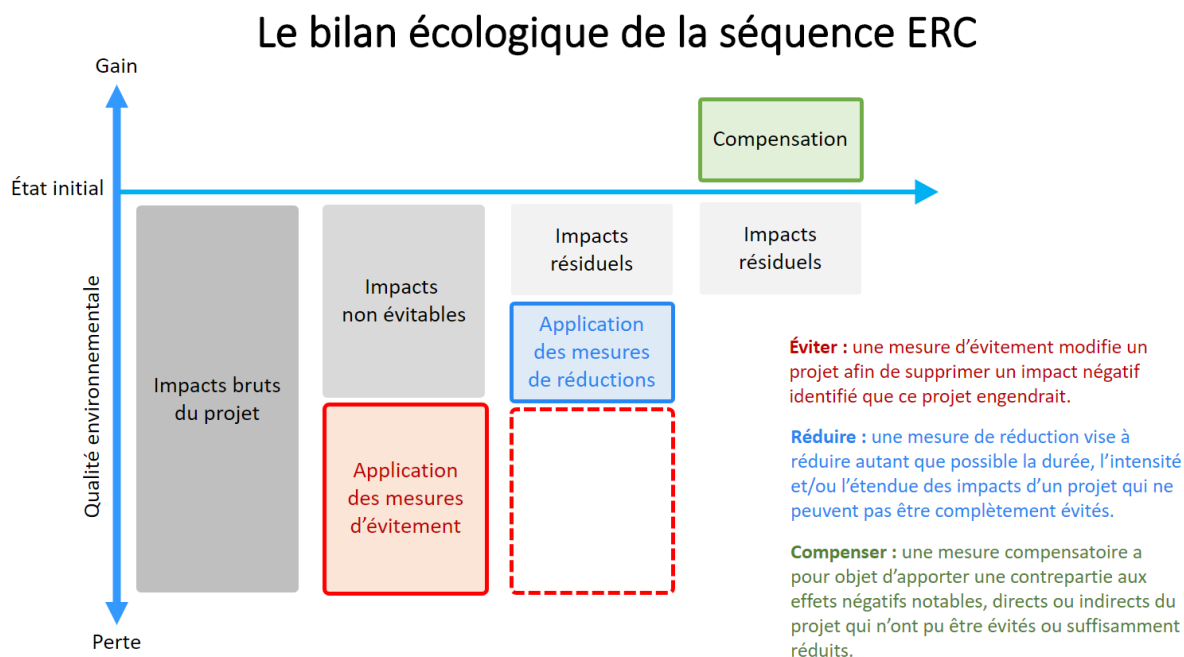 Le bilan écologique de la séquence ERC
Gain
Compensation
État initial
Impacts
résiduels
Impacts
résiduels
Impacts
non évitables
Qualité environnementale
Application
des mesures
de réductions
Éviter : une mesure d’évitement modifie un
projet afin de supprimer un impact négatif
identifié que ce projet engendrait.
Impacts bruts
du projet
Réduire : une mesure de réduction vise à
réduire autant que possible la durée, l’intensité
et/ou l’étendue des impacts d’un projet qui ne
peuvent pas être complètement évités.
Application
des mesures
d’évitement
Compenser : une mesure compensatoire a
pour objet d’apporter une contrepartie aux
effets négatifs notables, directs ou indirects du
projet qui n’ont pu être évités ou suffisamment
réduits.
Perte